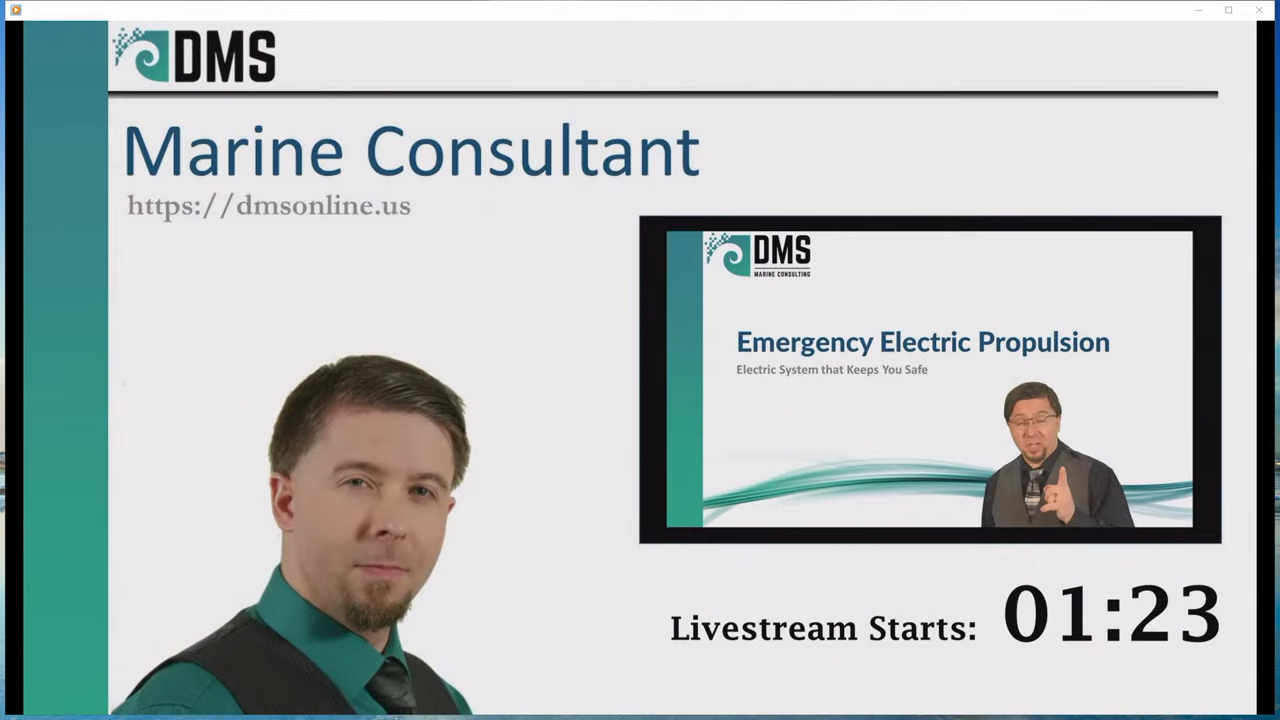 DMS
Marine Consultant
https://dmsonline.us
DMS
MARINE CONSULTING
Emergency Electric Propulsion
Electric System that Keeps You Safe
Livestream Starts: 01:23